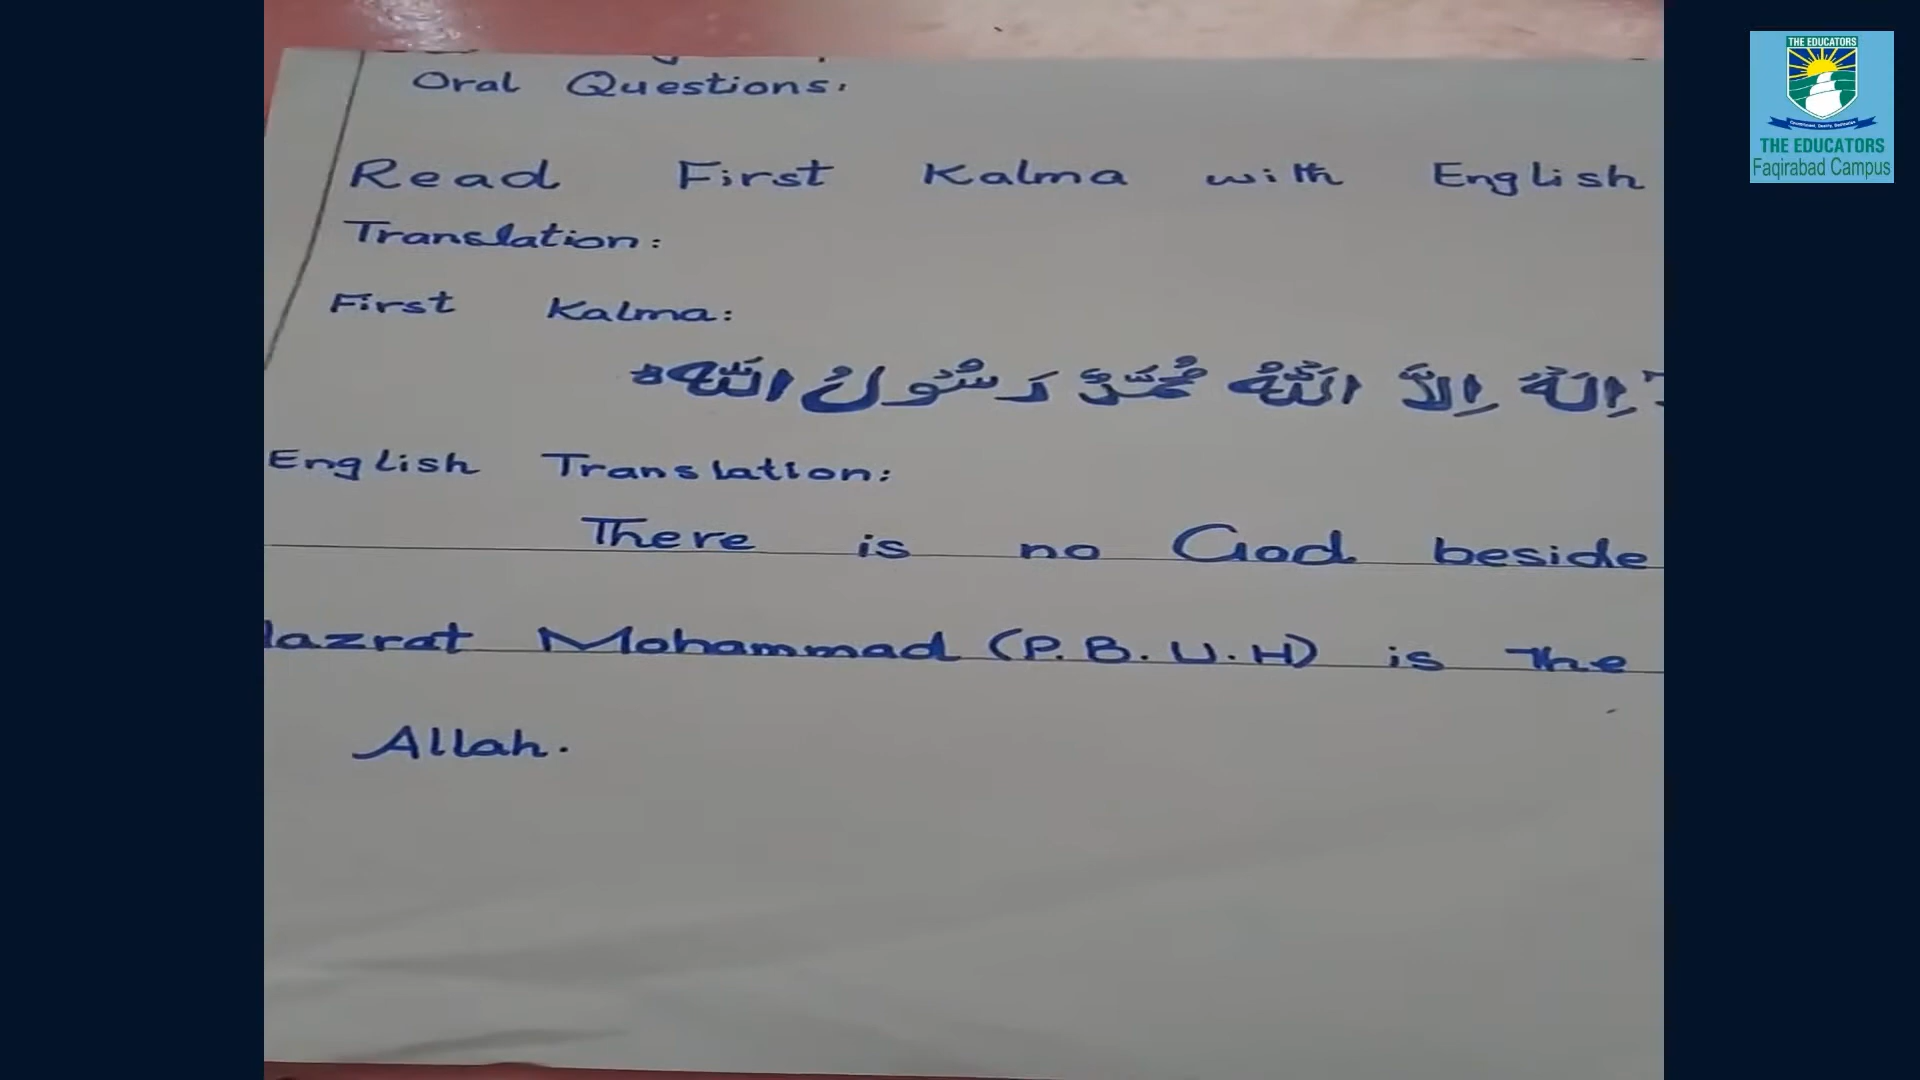 Oral Questions:
Read First Kalma with English
Translation:
First Kalma:
اِلٰهَ اِلَّا اللّٰهُ مُحَمَّدٌ رَّسُوْلُ اللّٰهِ
English Translation:
There is no God beside
Hazrat Mohammad (P.B.U.H) is the
Allah.
THE EDUCATORS
THE EDUCATORS
Faqirabad Campus